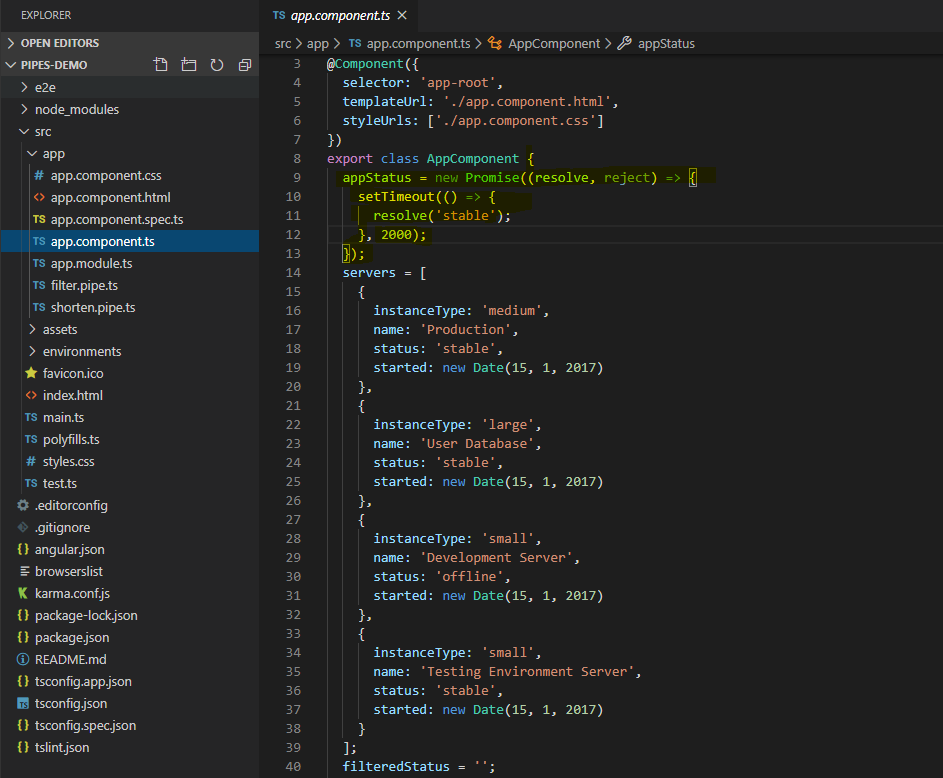 EXPLORER
OPEN EDITORS
PIPES-DEMO
e2e
node_modules
src
app
# app.component.css
<> app.component.html
TS app.component.spec.ts
TS app.component.ts
TS app.module.ts
TS filter.pipe.ts
TS shorten.pipe.ts
assets
environments
favicon.ico
<> index.html
TS main.ts
TS polyfills.ts
# styles.css
TS test.ts
.editorconfig
.gitignore
{} angular.json
browserslist
karma.conf.js
{} package-lock.json
{} package.json
README.md
{} tsconfig.app.json
TS tsconfig.json
{} tsconfig.spec.json
{} tslint.json
TS app.component.ts ×
src > app > TS app.component.ts > AppComponent > appStatus
3 @Component({
4   selector: 'app-root',
5   templateUrl: './app.component.html',
6   styleUrls: ['./app.component.css']
7 })
8 export class AppComponent {
9   appStatus = new Promise((resolve, reject) => {
10     setTimeout(() => {
11       resolve('stable');
12     }, 2000);
13   });
14   servers = [
15     {
16       instanceType: 'medium',
17       name: 'Production',
18       status: 'stable',
19       started: new Date(15, 1, 2017)
20     },
21     {
22       instanceType: 'large',
23       name: 'User Database',
24       status: 'stable',
25       started: new Date(15, 1, 2017)
26     },
27     {
28       instanceType: 'small',
29       name: 'Development Server',
30       status: 'offline',
31       started: new Date(15, 1, 2017)
32     },
33     {
34       instanceType: 'small',
35       name: 'Testing Environment Server',
36       status: 'stable',
37       started: new Date(15, 1, 2017)
38     }
39   ];
40   filteredStatus = '';